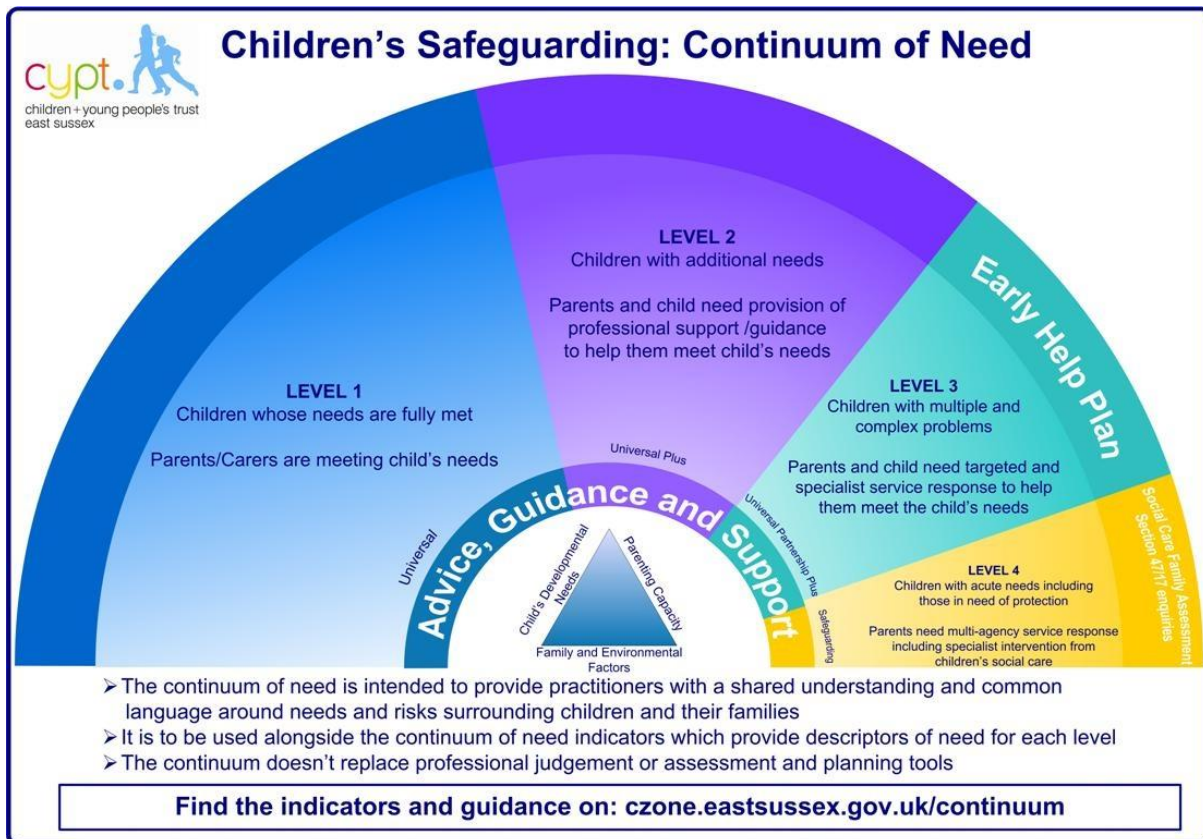 Children's Safeguarding: Continuum of Need
cypt.
children + young people's trust
east sussex
LEVEL 1
Children whose needs are fully met
Parents/Carers are meeting child's needs
LEVEL 2
Children with additional needs
Parents and child need provision of
professional support /guidance
to help them meet child's needs
Early Help Plan
LEVEL 3
Children with multiple and
complex problems
Parents and child need targeted and
specialist service response to help
them meet the child's needs
Social Care Family Assessment
Section 47/17 enquiries
LEVEL 4
Children with acute needs including
those in need of protection
Parents need multi-agency service response
including specialist intervention from
children's social care
Universal
Universal Plus
Universal Partnership Plus
Safeguarding
Advice, Guidance and Support
Child's Developmental
Needs
Parenting Capacity
Family and Environmental
Factors
➢ The continuum of need is intended to provide practitioners with a shared understanding and common
language around needs and risks surrounding children and their families
➢ It is to be used alongside the continuum of need indicators which provide descriptors of need for each level
➢ The continuum doesn't replace professional judgement or assessment and planning tools
Find the indicators and guidance on: czone.eastsussex.gov.uk/continuum